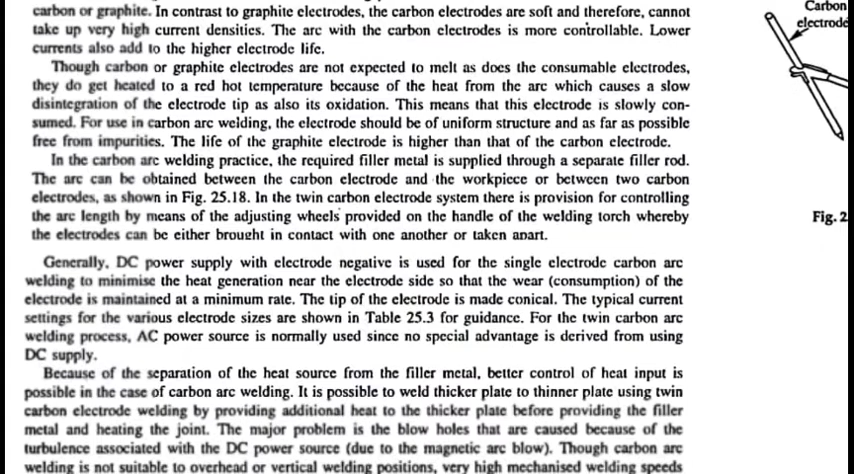 carbon or graphite. In contrast to graphite electrodes, the carbon electrodes are soft and therefore, cannot
take up very high current densities. The arc with the carbon electrodes is more controllable. Lower
currents also add to the higher electrode life.
Though carbon or graphite electrodes are not expected to melt as does the consumable electrodes,
they do get heated to a red hot temperature because of the heat from the arc which causes a slow
disintegration of the electrode tip as also its oxidation. This means that this electrode is slowly con-
sumed. For use in carbon arc welding, the electrode should be of uniform structure and as far as possible
free from impurities. The life of the graphite electrode is higher than that of the carbon electrode.
In the carbon arc welding practice, the required filler metal is supplied through a separate filler rod.
The arc can be obtained between the carbon electrode and the workpiece or between two carbon
electrodes, as shown in Fig. 25.18. In the twin carbon electrode system there is provision for controlling
the arc length by means of the adjusting wheels provided on the handle of the welding torch whereby
the electrodes can be either brought in contact with one another or taken apart.
Generally, DC power supply with electrode negative is used for the single electrode carbon arc
welding to minimise the heat generation near the electrode side so that the wear (consumption) of the
electrode is maintained at a minimum rate. The tip of the electrode is made conical. The typical current
settings for the various electrode sizes are shown in Table 25.3 for guidance. For the twin carbon arc
welding process, AC power source is normally used since no special advantage is derived from using
DC supply.
Because of the separation of the heat source from the filler metal, better control of heat input is
possible in the case of carbon arc welding. It is possible to weld thicker plate to thinner plate using twin
carbon electrode welding by providing additional heat to the thicker plate before providing the filler
metal and heating the joint. The major problem is the blow holes that are caused because of the
turbulence associated with the DC power source (due to the magnetic arc blow). Though carbon arc
welding is not suitable to overhead or vertical welding positions, very high mechanised welding speeds
Carbon
electrode
Fig. 2